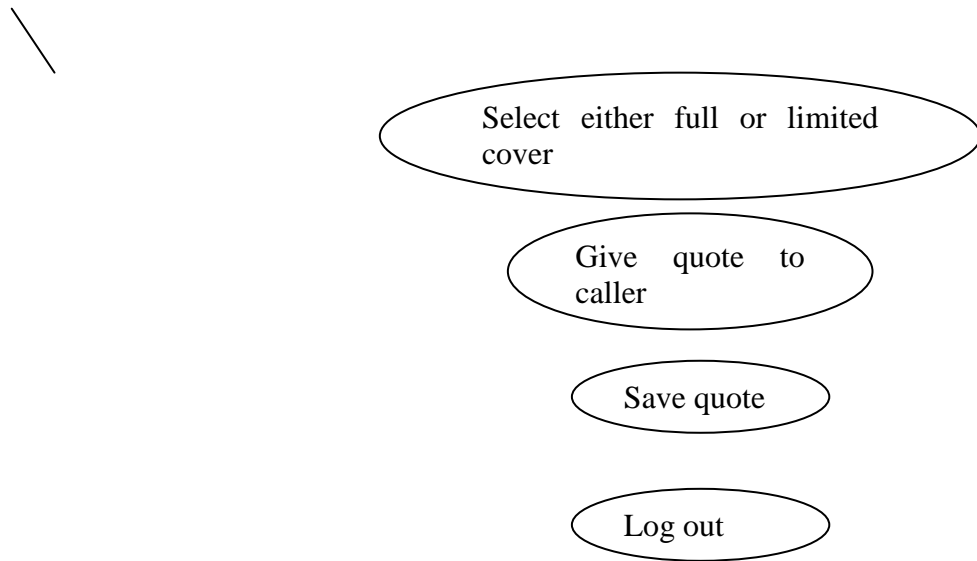 Select either full or limited
cover
Give quote to
caller
Save quote
Log out